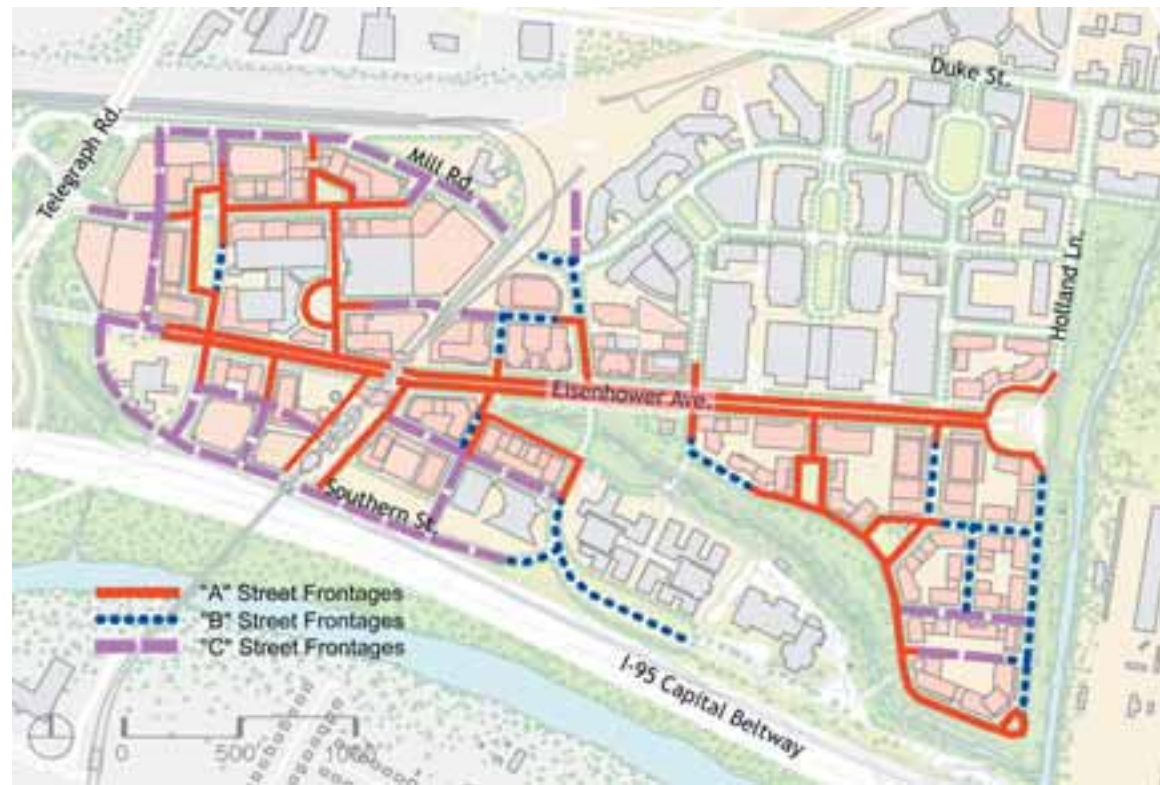 Duke St.
Telegraph Rd.
Mill Rd.
Holland Ln.
Eisenhower Ave.
Southern St.
"A" Street Frontages
"B" Street Frontages
"C" Street Frontages
I-95 Capital Beltway
0 500 1000